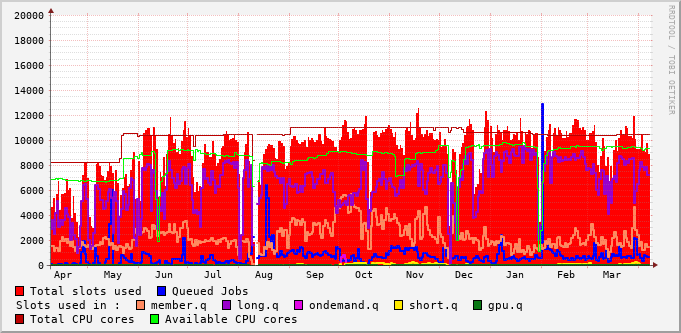 20000
18000
16000
14000
12000
10000
8000
6000
4000
2000
0
Apr May Jun Jul Aug Sep Oct Nov Dec Jan Feb Mar
RRDTOOL / TOBI OETIKER
Total slots used Queued Jobs
Slots used in : member.q long.q ondemand.q short.q gpu.q
Total CPU cores Available CPU cores